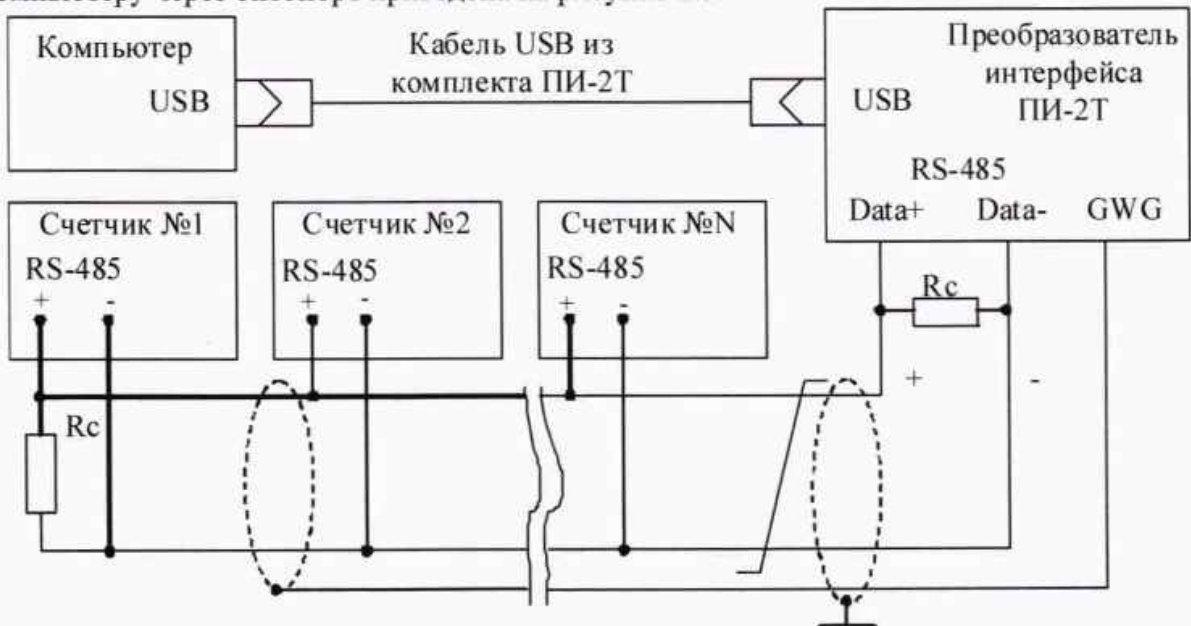 Компьютер
USB
Кабель USB из
комплекта ПИ-2Т
Преобразователь
интерфейса
ПИ-2Т
USB
RS-485
Data+ Data- GWG
Счетчик №1
RS-485
+ -
Счетчик №2
RS-485
+ -
Счетчик №N
RS-485
+ -
Rc
+ -
Rc